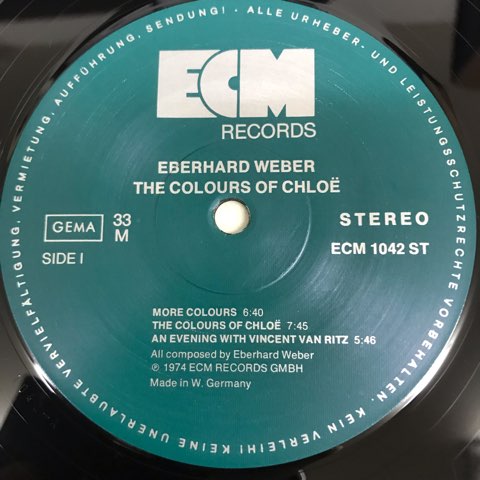 ECM
RECORDS
EBERHARD WEBER
THE COLOURS OF CHLOË
GEMA
33
M
STEREO
SIDE I
ECM 1042 ST
MORE COLOURS 6:40
THE COLOURS OF CHLOË 7:45
AN EVENING WITH VINCENT VAN RITZ 5:46
All composed by Eberhard Weber
℗ 1974 ECM RECORDS GMBH
Made in W. Germany
ALLE URHEBER- UND LEISTUNGSSCHUTZRECHTE VORBEHALTEN. KEIN VERLEIH! KEINE UNERLAUBTE VERVIELFÄLTIGUNG, VERMIETUNG, AUFFÜHRUNG, SENDUNG! -